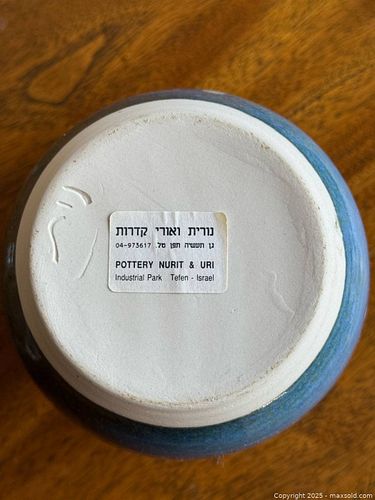 נורית ואורי קדרות
גן תעשיה תפן טל. 04-973617
POTTERY NURIT & URI
Industrial Park Tefen - Israel
Copyright © 2025 - maxsold.com